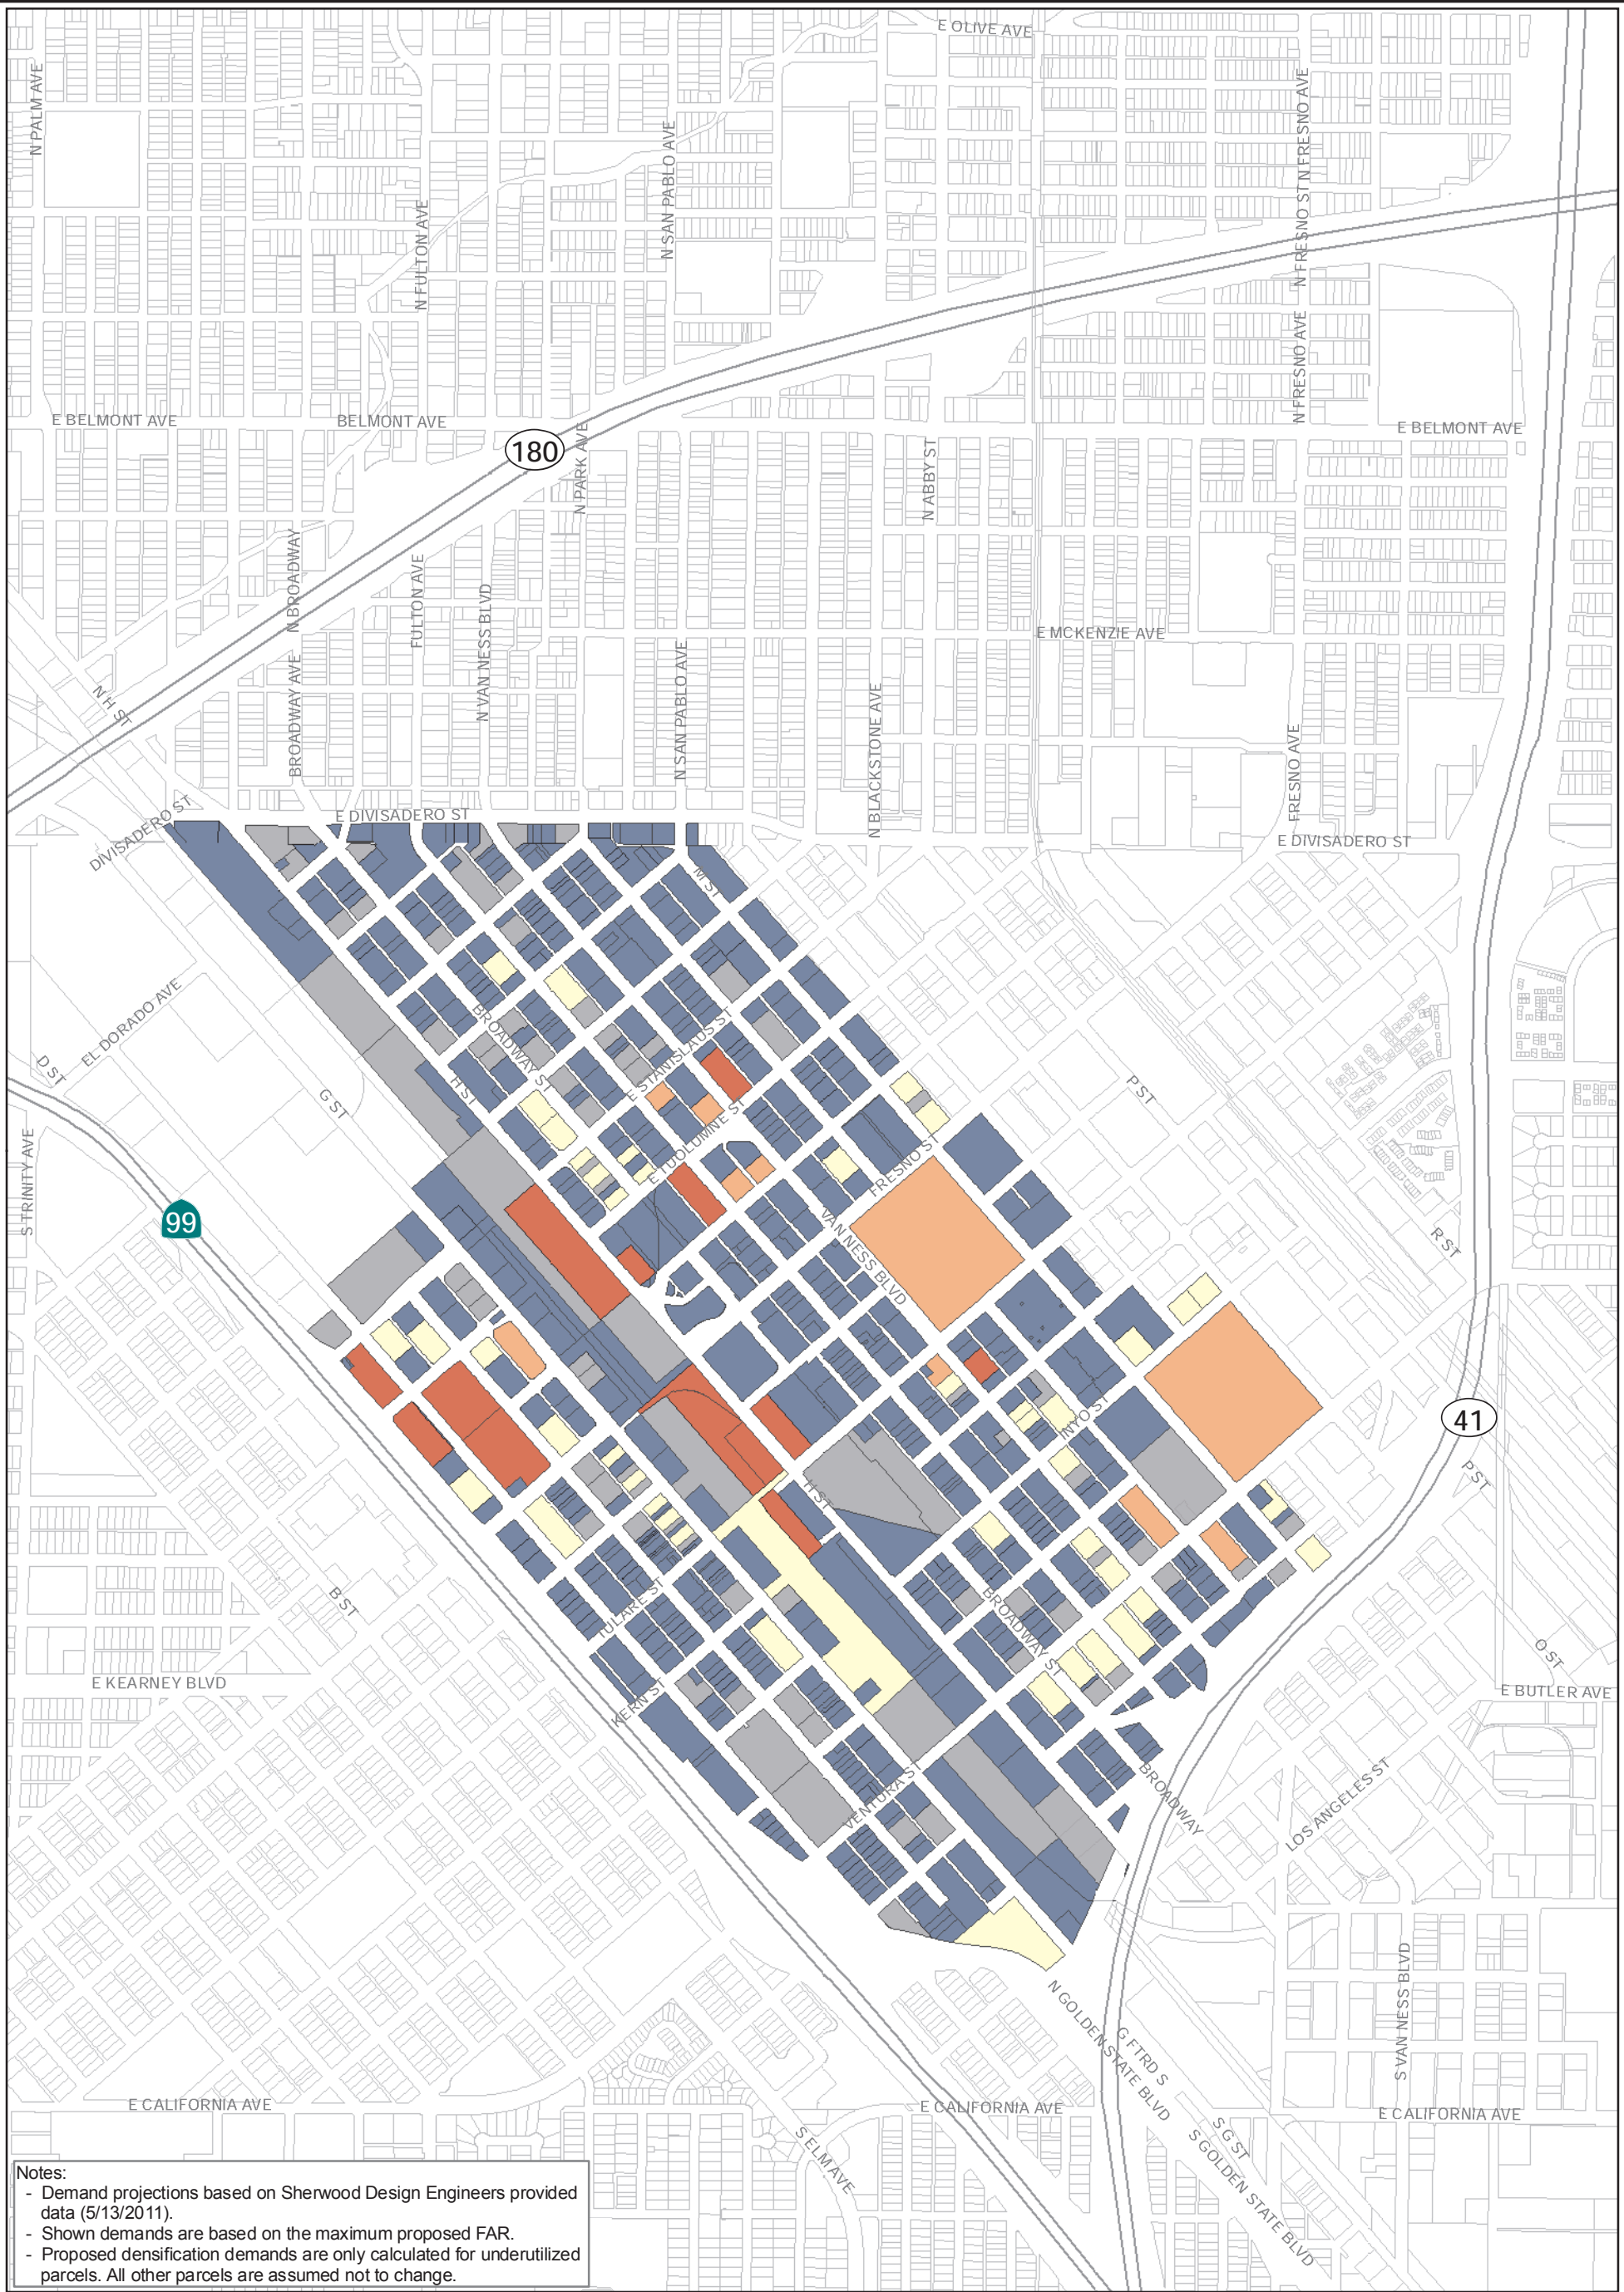 E OLIVE AVE
N PALM AVE
N FRESNO AVE
N SAN PABLO AVE
N FRESNO ST
N FULTON AVE
N FRESNO AVE
N FRESNO AVE
E BELMONT AVE
BELMONT AVE
E BELMONT AVE
180
N PARK AVE
N ABBY ST
N BROADWAY
FULTON AVE
N VAN NESS BLVD
E MCKENZIE AVE
N H ST
BROADWAY AVE
N SAN PABLO AVE
N BLACKSTONE AVE
FRESNO AVE
DIVISADERO ST
E DIVISADERO ST
E DIVISADERO ST
M ST
EL DORADO AVE
D ST
G ST
H ST
BROADWAY ST
E STANISLAUS ST
P ST
E TUOLUMNE ST
FRESNO ST
S TRINITY AVE
99
VAN NESS BLVD
R ST
INYO ST
41
P ST
H ST
B ST
TULARE ST
BROADWAY ST
O ST
E KEARNEY BLVD
KERN ST
E BUTLER AVE
VENTURA ST
BROADWAY
LOS ANGELES ST
N GOLDEN STATE BLVD
G FTRD S
S VAN NESS BLVD
E CALIFORNIA AVE
E CALIFORNIA AVE
E CALIFORNIA AVE
S ELM AVE
S G ST
S GOLDEN STATE BLVD
Notes:
- Demand projections based on Sherwood Design Engineers provided
data (5/13/2011).
- Shown demands are based on the maximum proposed FAR.
- Proposed densification demands are only calculated for underutilized
parcels. All other parcels are assumed not to change.